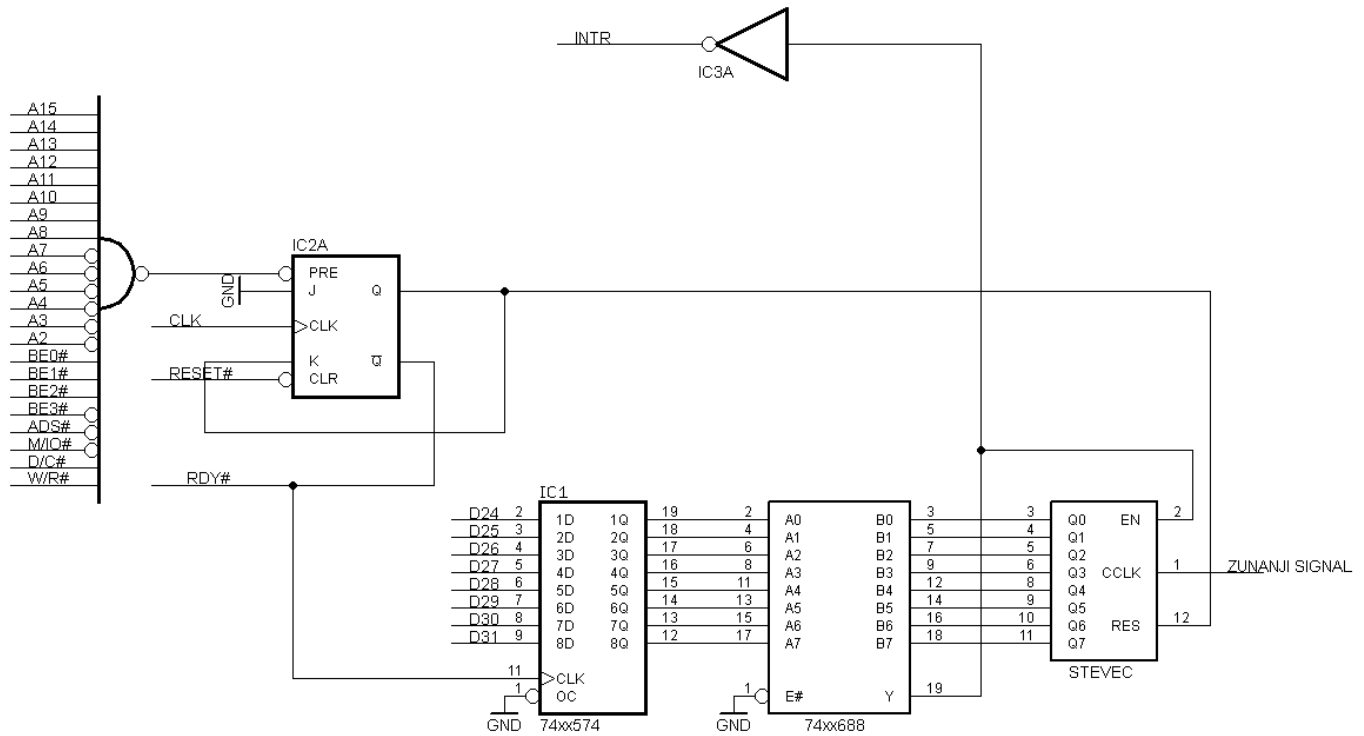 INTR
IC3A
A15
A14
A13
A12
A11
A10
A9
A8
A7
A6
A5
A4
A3
A2
BE0#
BE1#
BE2#
BE3#
ADS#
M/IO#
D/C#
W/R#
IC2A
PRE
J
Q
GND
CLK
CLK
K
Q
RESET#
CLR
RDY#
IC1
D24 2 1D 1Q 19
D25 3 2D 2Q 18
D26 4 3D 3Q 17
D27 5 4D 4Q 16
D28 6 5D 5Q 15
D29 7 6D 6Q 14
D30 8 7D 7Q 13
D31 9 8D 8Q 12
11 CLK
1 OC
GND
74xx574
2 A0 B0 3
4 A1 B1 5
6 A2 B2 7
8 A3 B3 9
11 A4 B4 12
13 A5 B5 14
15 A6 B6 16
17 A7 B7 18
1 E# Y 19
GND
74xx688
3 Q0 EN 2
4 Q1
5 Q2
6 Q3 CCLK 1 ZUNANJI SIGNAL
8 Q4
9 Q5
10 Q6 RES 12
11 Q7
STEVEC